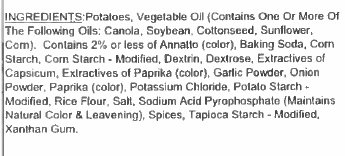 INGREDIENTS:Potatoes, Vegetable Oil (Contains One Or More Of
The Following Oils: Canola, Soybean, Cottonseed, Sunflower,
Corn).  Contains 2% or less of Annatto (color), Baking Soda, Corn
Starch, Corn Starch - Modified, Dextrin, Dextrose, Extractives of
Capsicum, Extractives of Paprika (color), Garlic Powder, Onion
Powder, Paprika (color), Potassium Chloride, Potato Starch -
Modified, Rice Flour, Salt, Sodium Acid Pyrophosphate (Maintains
Natural Color & Leavening), Spices, Tapioca Starch - Modified,
Xanthan Gum.